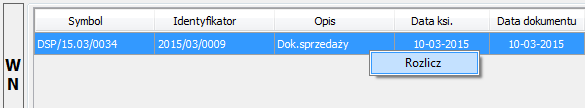 Symbol Identyfikator Opis Data ksi. Data dokumentu
DSP/15.03/0034 2015/03/0009 Dok.sprzedaży 10-03-2015 10-03-2015
Rozlicz
W
N